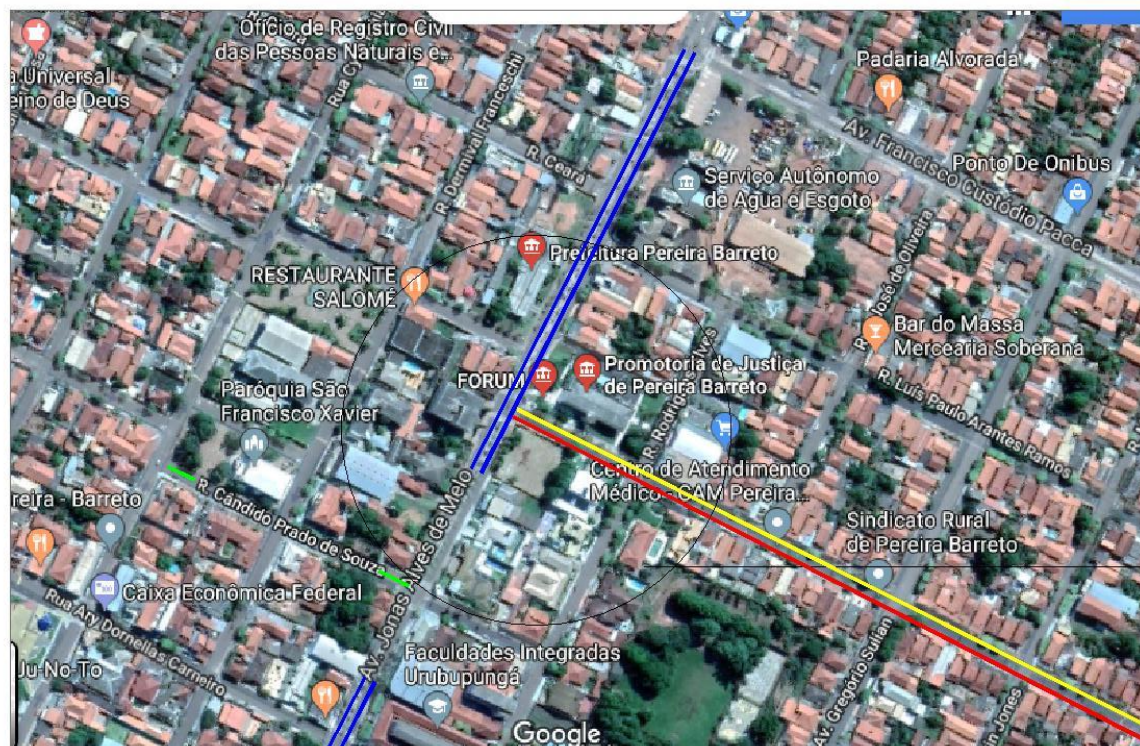 Ofício de Registro Civil
das Pessoas Naturais e...
a Universal
eino de Deus
Rua Cy
R. Dermival Franceschi
R. Ceará
Padaria Alvorada
Av. Francisco Custódio Pacca
Ponto De Onibus
Serviço Autônomo
de Agua e Esgoto
Prefeitura Pereira Barreto
RESTAURANTE
SALOMÉ
José de Oliveira
Bar do Massa
Mercearia Soberana
R. Luís Paulo Arantes Ramos
FORUM
Promotoria de Justiça
de Pereira Barreto
R. Rodrigues Alves
Paróquia São
Francisco Xavier
Centro de Atendimento
Médico - CAM Pereira...
R. Cândido Prado de Souza
reira - Barreto
Sindicato Rural
de Pereira Barreto
Caixa Econômica Federal
Rua Ary Dornellas Carneiro
Av. Jonas Alves de Melo
Faculdades Integradas
Urubupungá
Av. Gregório Sulian
Ju-No-To
n Jones
Google